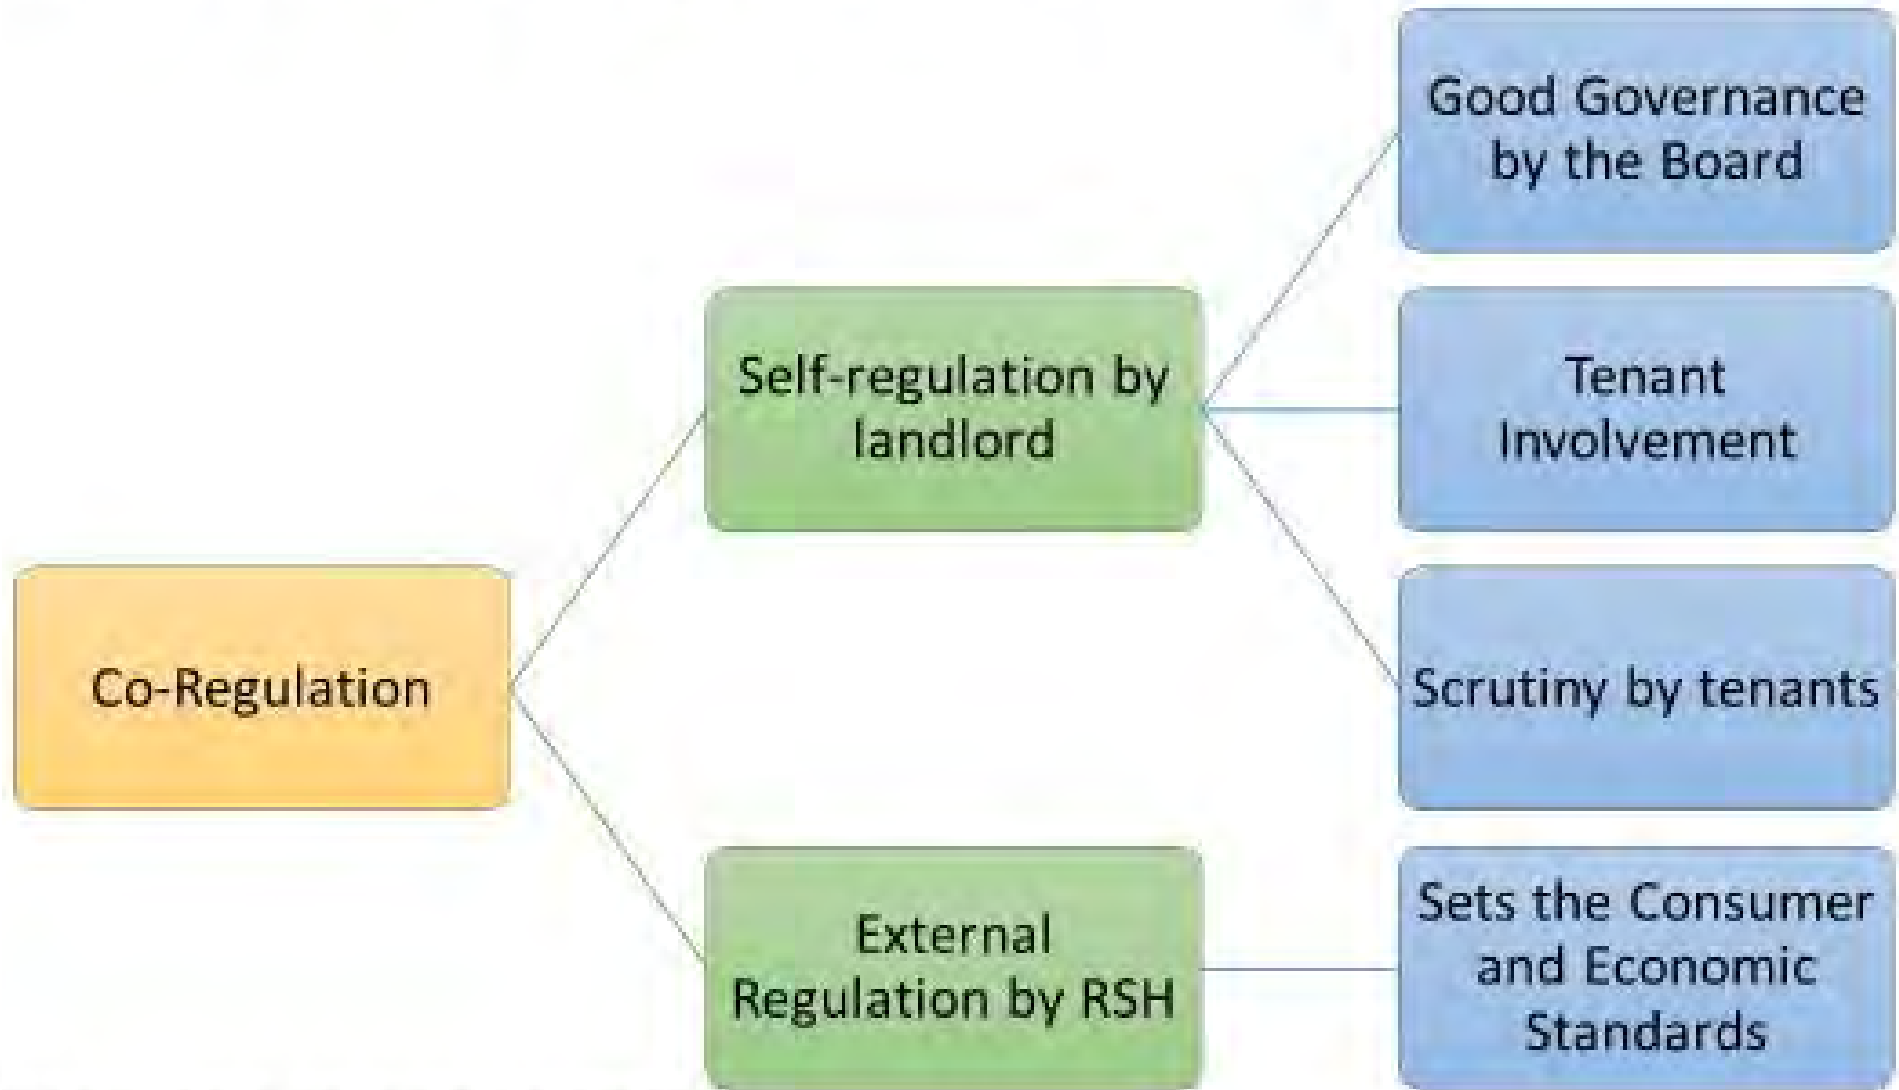 Good Governance
by the Board
Self-regulation by
landlord
Tenant
Involvement
Co-Regulation
Scrutiny by tenants
External
Regulation by RSH
Sets the Consumer
and Economic
Standards